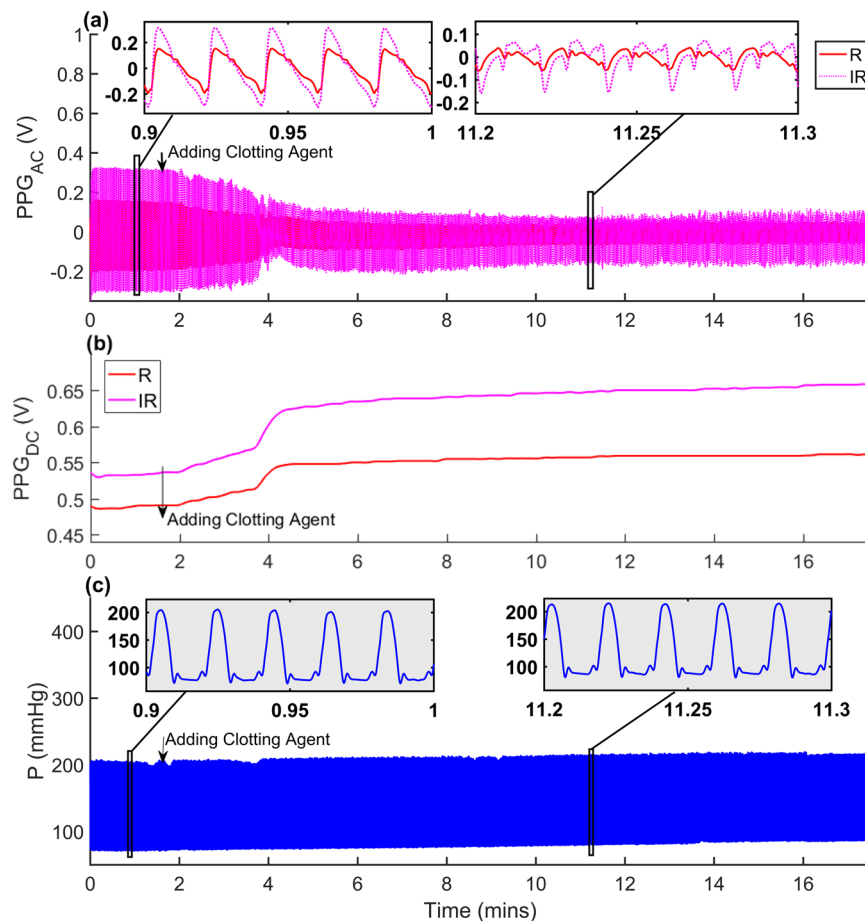 (a)
0.2
0
-0.2
0.9
0.95
1
0.2
0.1
0
-0.1
0.2
11.2
11.25
11.3
R
IR
1
0.8
0.6
0.4
0.2
0
-0.2
PPG_AC (V)
Adding Clotting Agent
0 2 4 6 8 10 12 14 16
(b)
R
IR
0.65
0.6
0.55
0.5
0.45
PPG_DC (V)
Adding Clotting Agent
0 2 4 6 8 10 12 14 16
(c)
200
150
100
0.9 0.95 1
200
150
100
11.2 11.25 11.3
400
300
200
100
P (mmHg)
Adding Clotting Agent
0 2 4 6 8 10 12 14 16
Time (mins)